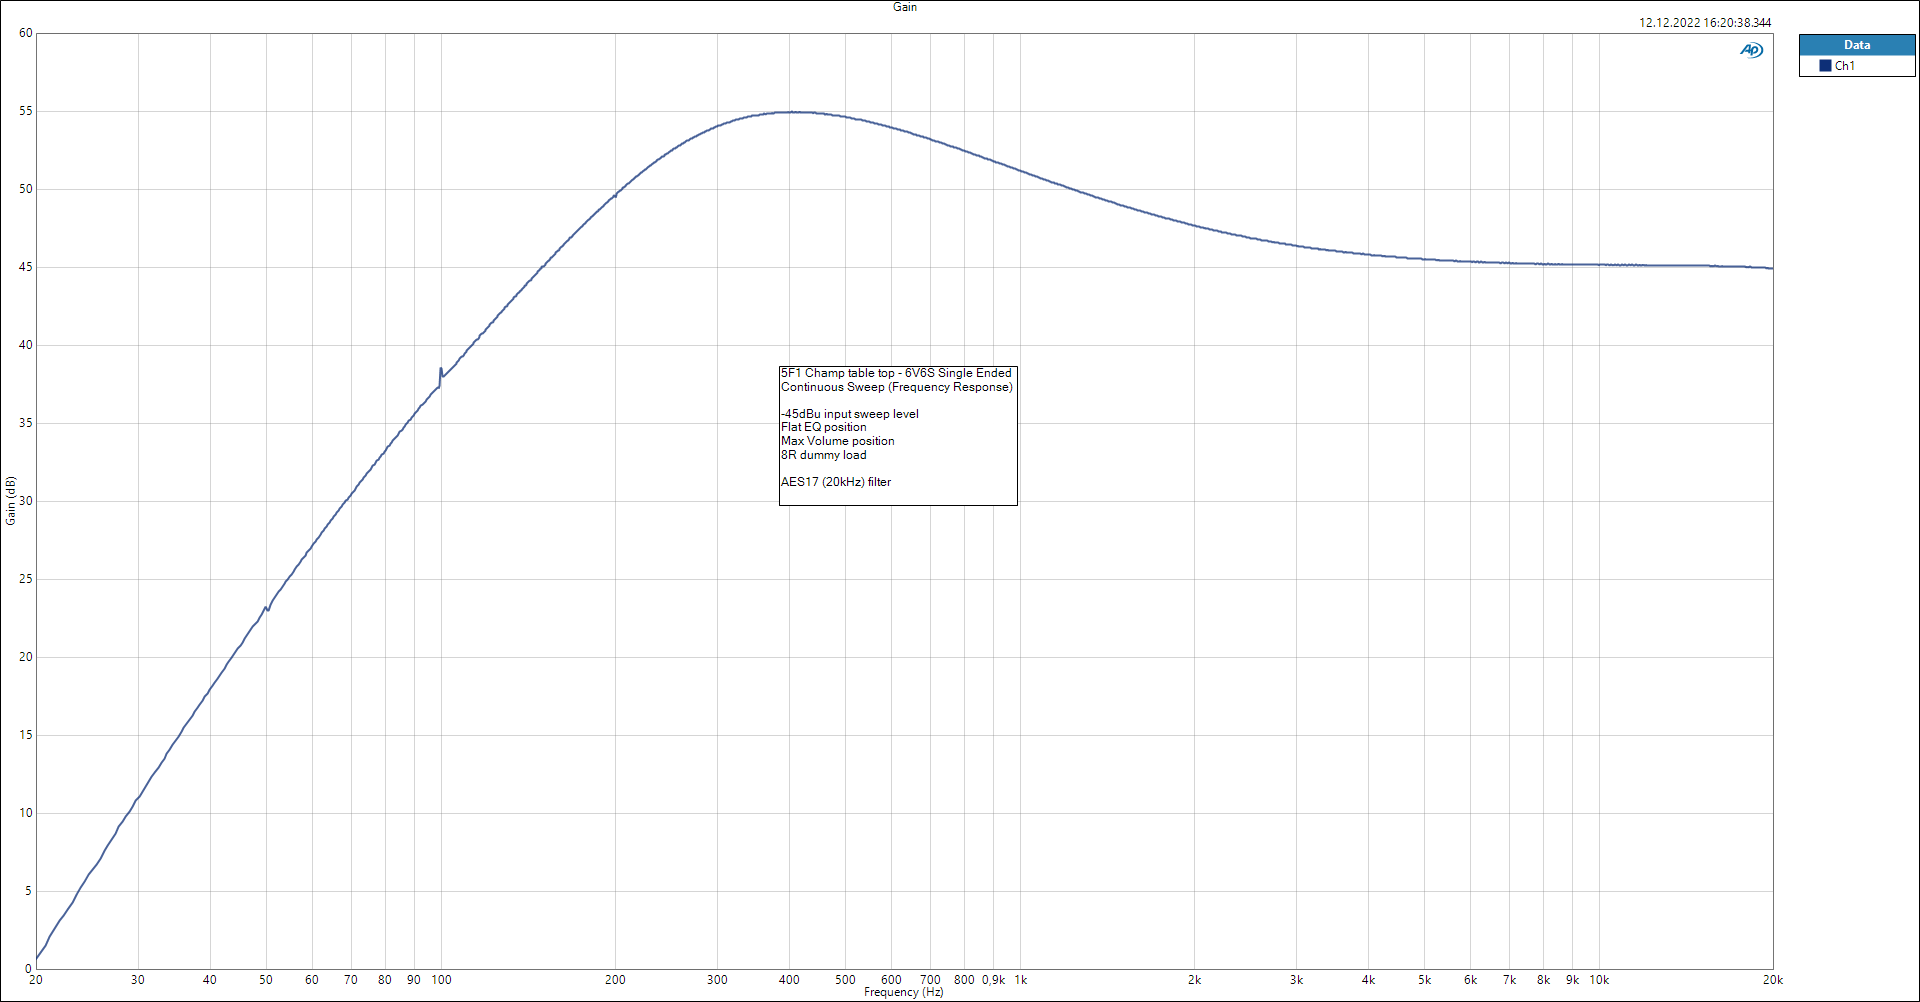 Gain
12.12.2022 16:20:38.344
AP
Data
Ch1
60
55
50
45
40
35
30
25
20
15
10
5
0
Gain (dB)
5F1 Champ table top - 6V6S Single Ended
Continuous Sweep (Frequency Response)
-45dBu input sweep level
Flat EQ position
Max Volume position
8R dummy load
AES17 (20kHz) filter
20 30 40 50 60 70 80 90 100 200 300 400 500 600 700 800 0,9k 1k 2k 3k 4k 5k 6k 7k 8k 9k 10k 20k
Frequency (Hz)